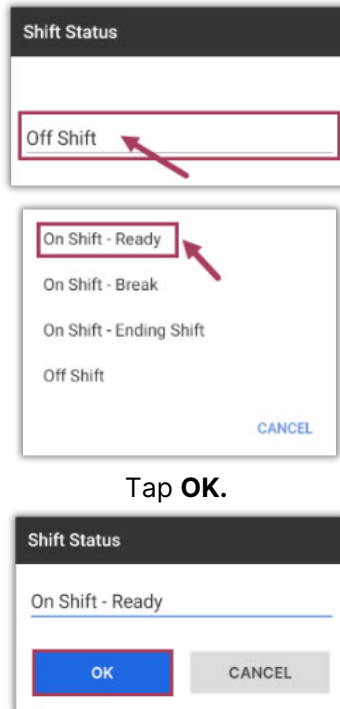 Shift Status
Off Shift
On Shift - Ready
On Shift - Break
On Shift - Ending Shift
Off Shift
CANCEL
Tap OK.
Shift Status
On Shift - Ready
OK CANCEL